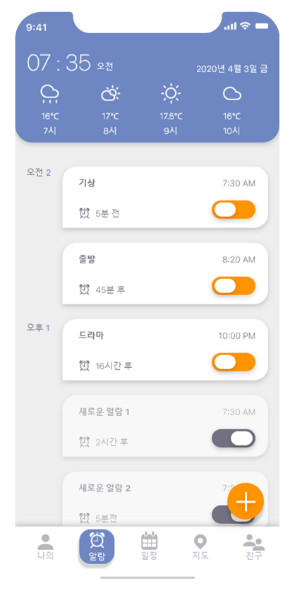 9:41
07 : 35 오전
2020년 4월 3일 금
16℃ 17℃ 17.5℃ 16℃
7시 8시 9시 10시
오전 2
기상 7:30 AM
5분 전
출발 8:20 AM
45분 후
오후 1
드라마 10:00 PM
16시간 후
새로운 알람 1 7:30 AM
2시간 후
새로운 알람 2
5분전
나의 알람 일정 지도 친구